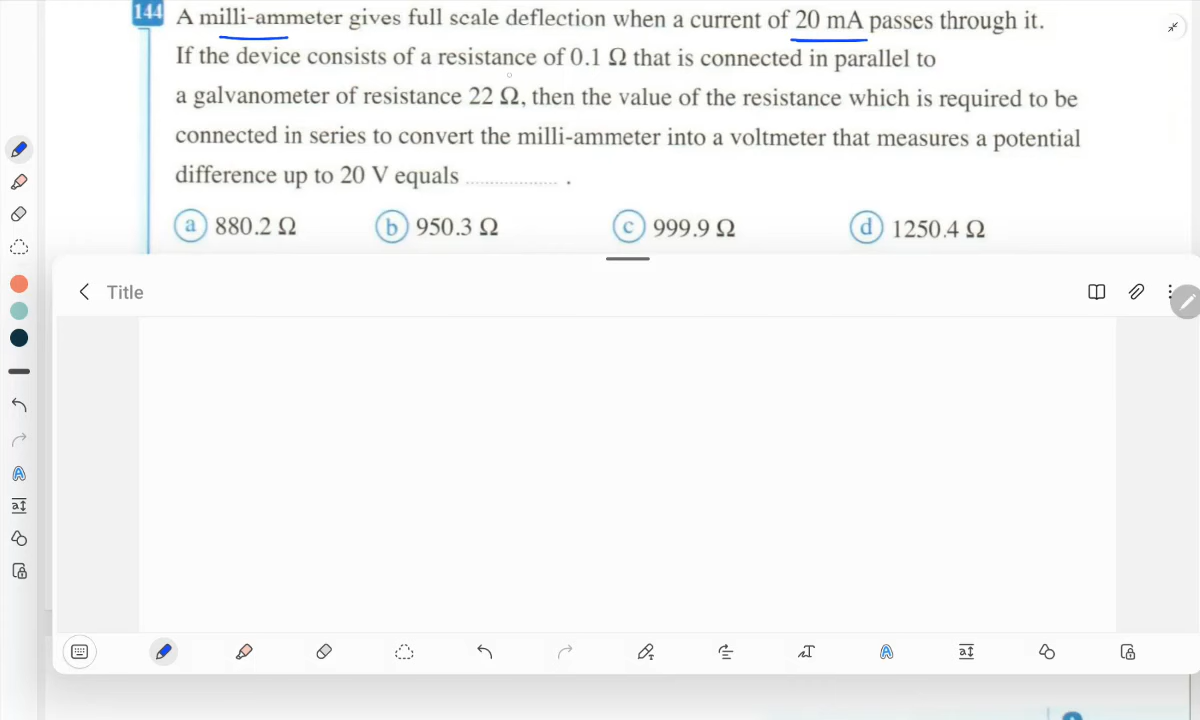 144 A milli-ammeter gives full scale deflection when a current of 20 mA passes through it.
If the device consists of a resistance of 0.1 Ω that is connected in parallel to
a galvanometer of resistance 22 Ω, then the value of the resistance which is required to be
connected in series to convert the milli-ammeter into a voltmeter that measures a potential
difference up to 20 V equals .................. .
a 880.2 Ω b 950.3 Ω c 999.9 Ω d 1250.4 Ω
Title